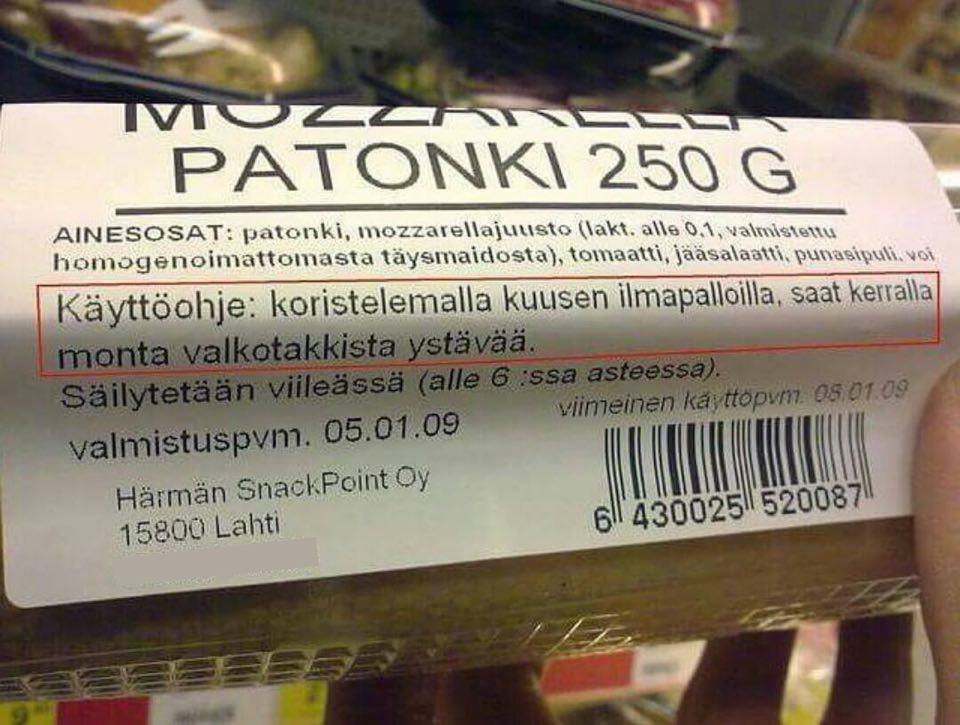 MOZZARELLA
PATONKI 250 G
AINESOSAT: patonki, mozzarellajuusto (lakt. alle 0,1, valmistettu
homogenoimattomasta täysmaidosta), tomaatti, jääsalaatti, punasipuli, voi
Käyttöohje: koristelemalla kuusen ilmapalloilla, saat kerralla
monta valkotakkista ystävää.
Säilytetään viileässä (alle 6 :ssa asteessa).
viimeinen käyttöpvm. 08.01.09
valmistuspvm. 05.01.09
Härmän SnackPoint Oy
15800 Lahti
6 430025 520087